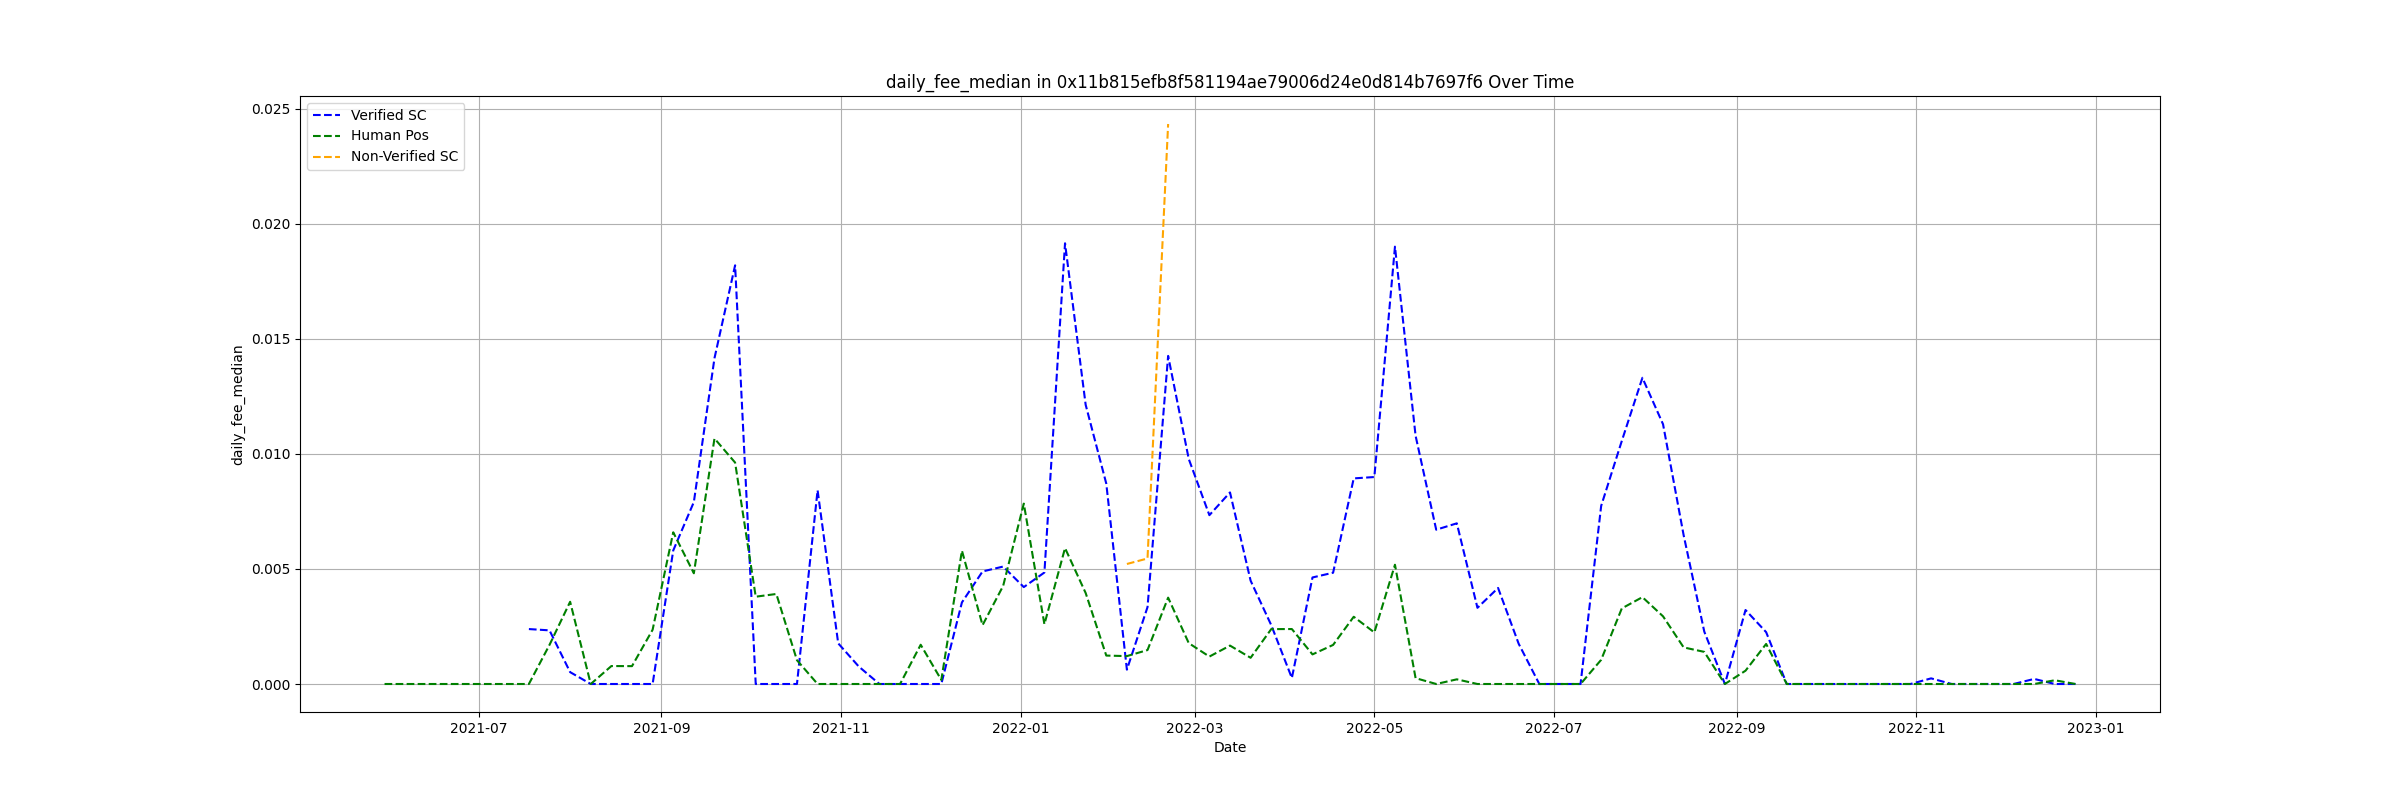 daily_fee_median in 0x11b815efb8f581194ae79006d24e0d814b7697f6 Over Time
Verified SC
Human Pos
Non-Verified SC
daily_fee_median
0.025
0.020
0.015
0.010
0.005
0.000
2021-07
2021-09
2021-11
2022-01
2022-03
2022-05
2022-07
2022-09
2022-11
2023-01
Date